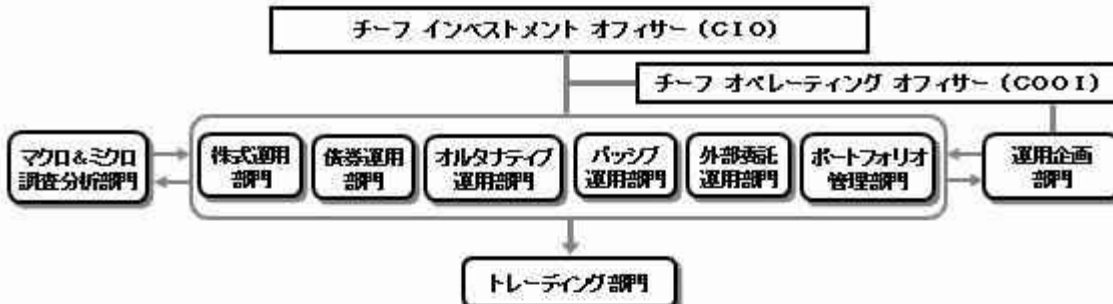 チーフ インベストメント オフィサー (CIO)
チーフ オペレーティング オフィサー (COOI)
マクロ&ミクロ
調査分析部門
株式運用
部門
債券運用
部門
オルタナティブ
運用部門
パッシブ
運用部門
外部委託
運用部門
ポートフォリオ
管理部門
運用企画
部門
トレーディング部門